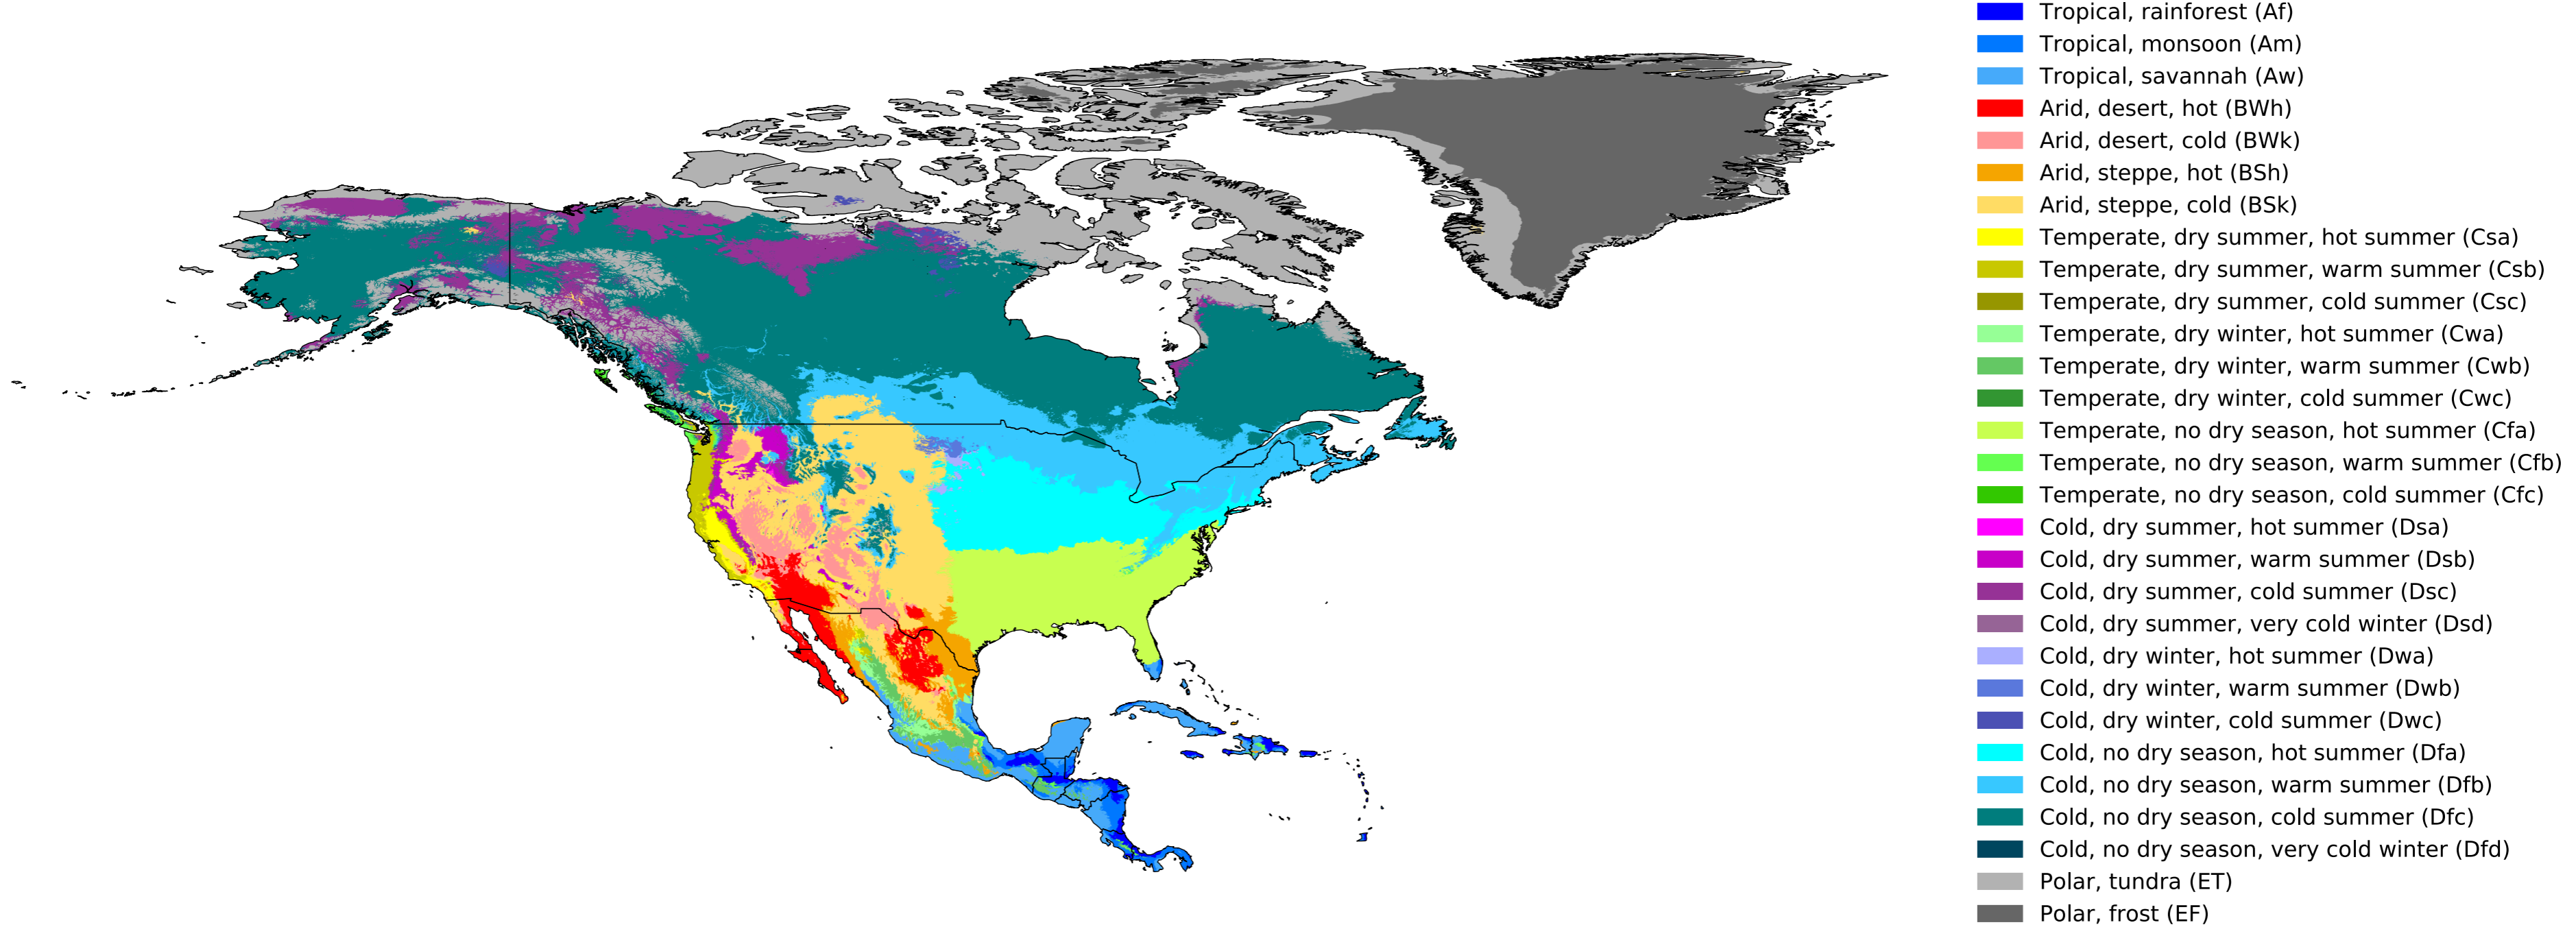 Tropical, rainforest (Af)
Tropical, monsoon (Am)
Tropical, savannah (Aw)
Arid, desert, hot (BWh)
Arid, desert, cold (BWk)
Arid, steppe, hot (BSh)
Arid, steppe, cold (BSk)
Temperate, dry summer, hot summer (Csa)
Temperate, dry summer, warm summer (Csb)
Temperate, dry summer, cold summer (Csc)
Temperate, dry winter, hot summer (Cwa)
Temperate, dry winter, warm summer (Cwb)
Temperate, dry winter, cold summer (Cwc)
Temperate, no dry season, hot summer (Cfa)
Temperate, no dry season, warm summer (Cfb)
Temperate, no dry season, cold summer (Cfc)
Cold, dry summer, hot summer (Dsa)
Cold, dry summer, warm summer (Dsb)
Cold, dry summer, cold summer (Dsc)
Cold, dry summer, very cold winter (Dsd)
Cold, dry winter, hot summer (Dwa)
Cold, dry winter, warm summer (Dwb)
Cold, dry winter, cold summer (Dwc)
Cold, no dry season, hot summer (Dfa)
Cold, no dry season, warm summer (Dfb)
Cold, no dry season, cold summer (Dfc)
Cold, no dry season, very cold winter (Dfd)
Polar, tundra (ET)
Polar, frost (EF)